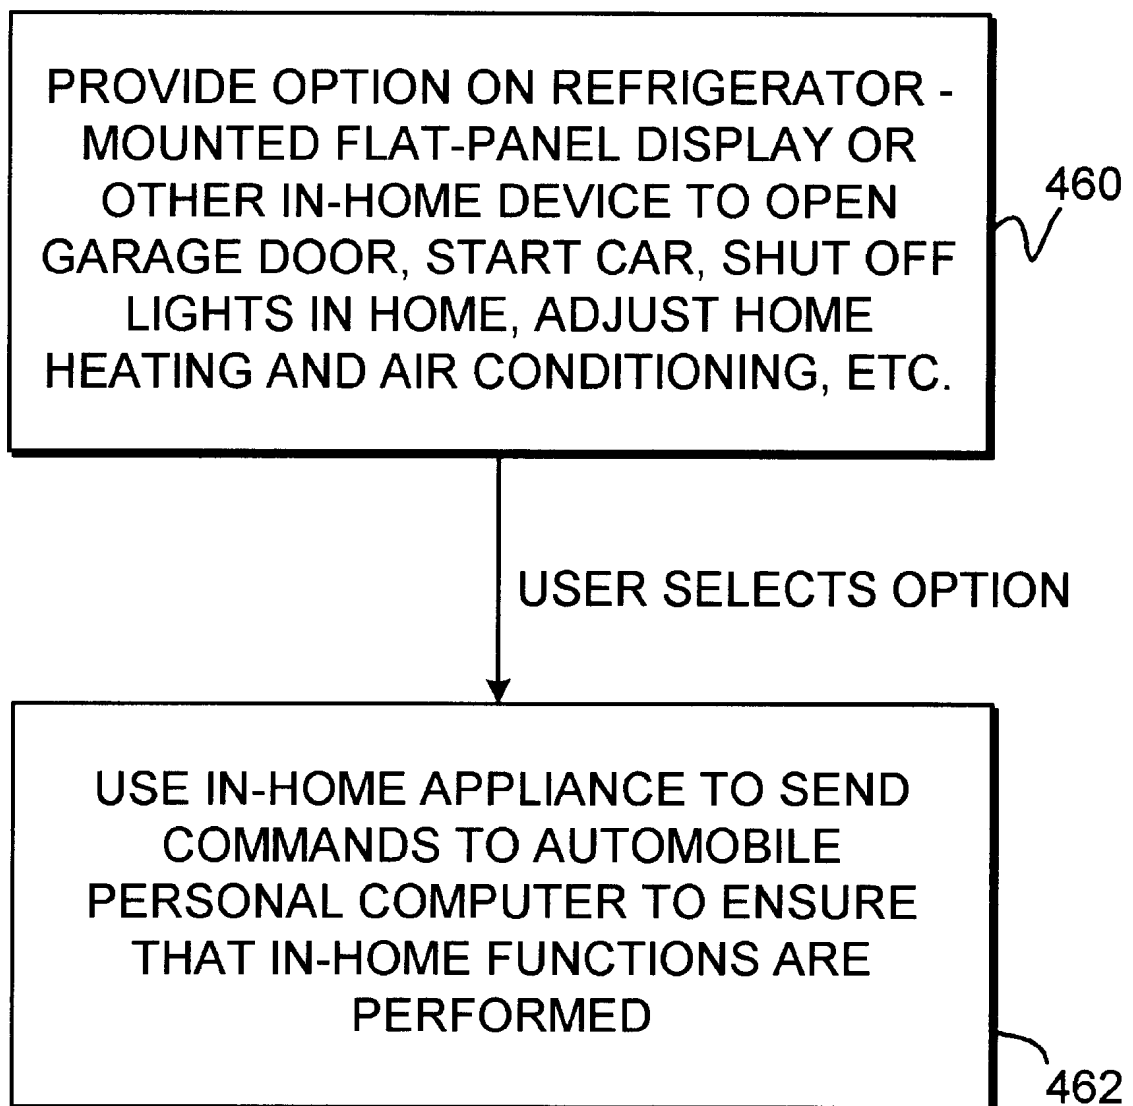 PROVIDE OPTION ON REFRIGERATOR -
MOUNTED FLAT-PANEL DISPLAY OR
OTHER IN-HOME DEVICE TO OPEN
GARAGE DOOR, START CAR, SHUT OFF
LIGHTS IN HOME, ADJUST HOME
HEATING AND AIR CONDITIONING, ETC.
460
USER SELECTS OPTION
USE IN-HOME APPLIANCE TO SEND
COMMANDS TO AUTOMOBILE
PERSONAL COMPUTER TO ENSURE
THAT IN-HOME FUNCTIONS ARE
PERFORMED
462